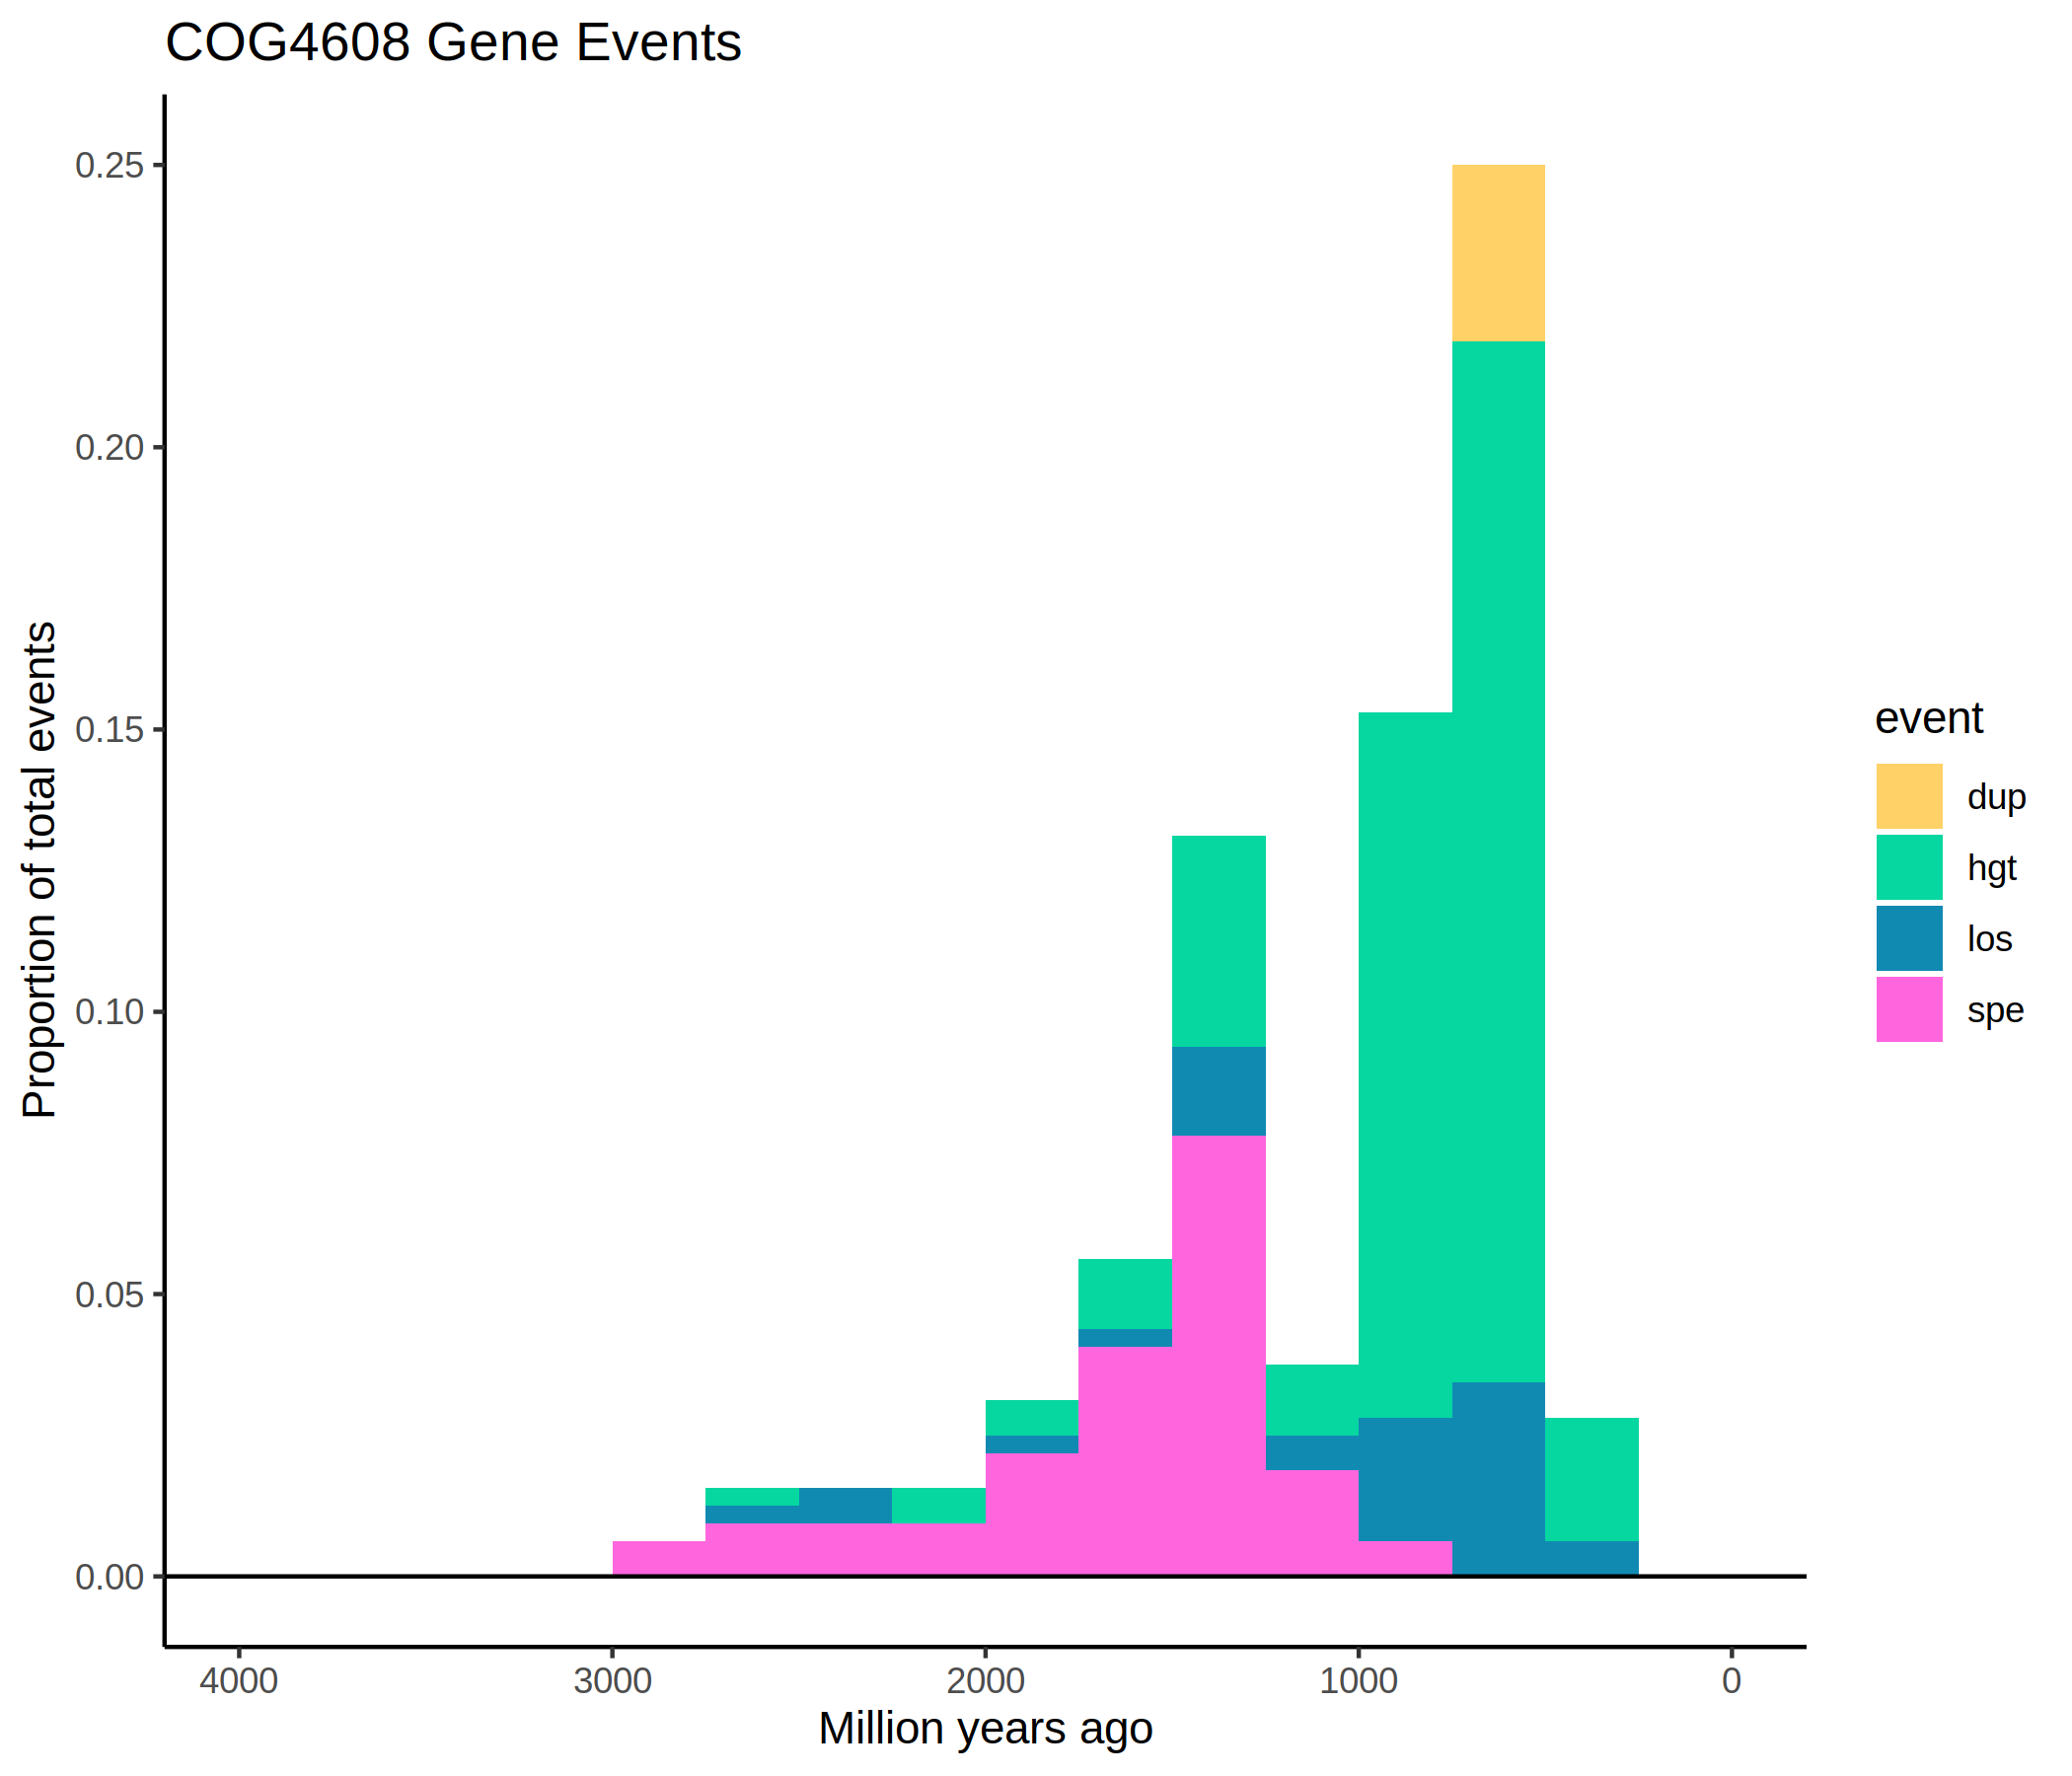 COG4608 Gene Events
Proportion of total events
0.25
0.20
0.15
0.10
0.05
0.00
4000 3000 2000 1000 0
Million years ago
event
dup
hgt
los
spe